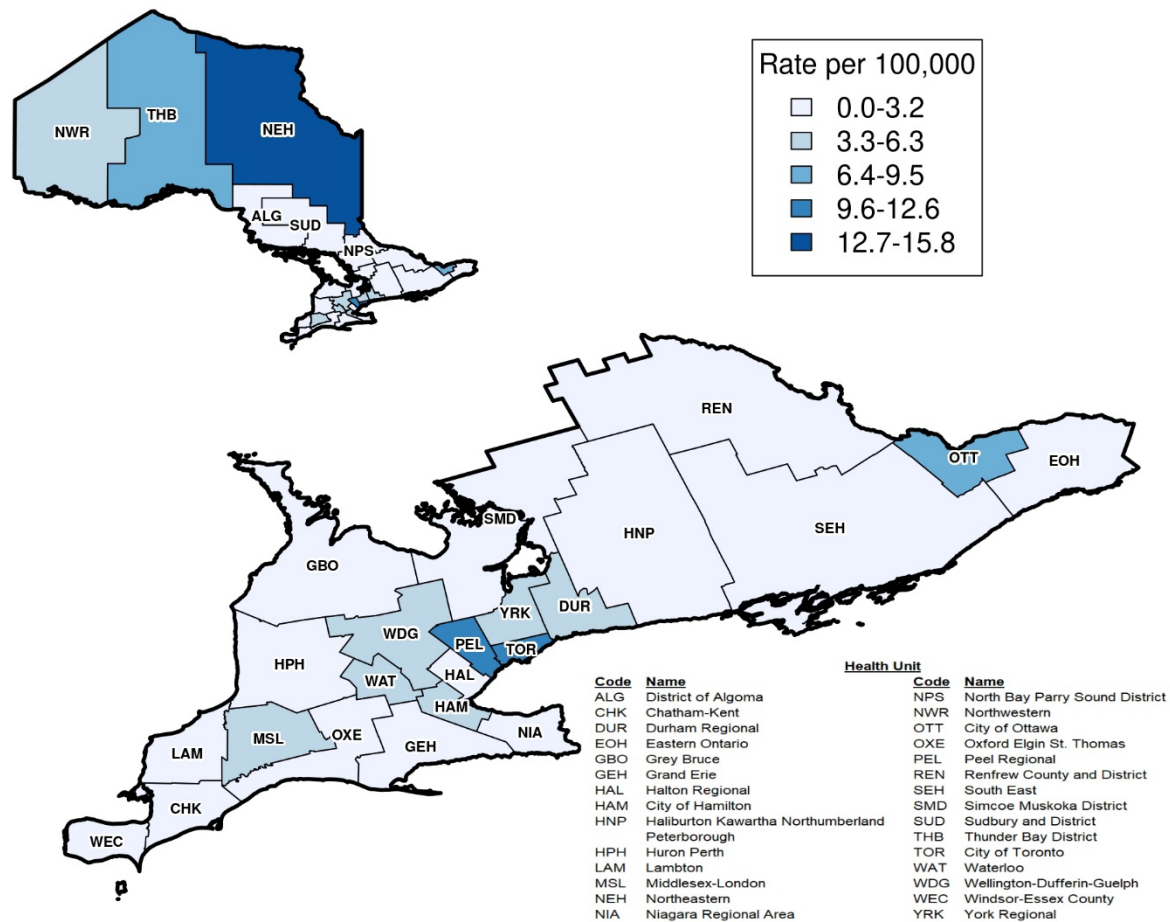 Rate per 100,000
0.0-3.2
3.3-6.3
6.4-9.5
9.6-12.6
12.7-15.8
NWR
THB
NEH
ALG
SUD
NPS
REN
OTT
EOH
SMD
HNP
SEH
GBO
YRK
DUR
WDG
PEL
TOR
HPH
HAL
WAT
HAM
MSL
OXE
NIA
LAM
GEH
CHK
WEC
Health Unit
Code Name
ALG District of Algoma
CHK Chatham-Kent
DUR Durham Regional
EOH Eastern Ontario
GBO Grey Bruce
GEH Grand Erie
HAL Halton Regional
HAM City of Hamilton
HNP Haliburton Kawartha Northumberland
Peterborough
HPH Huron Perth
LAM Lambton
MSL Middlesex-London
NEH Northeastern
NIA Niagara Regional Area
Code Name
NPS North Bay Parry Sound District
NWR Northwestern
OTT City of Ottawa
OXE Oxford Elgin St. Thomas
PEL Peel Regional
REN Renfrew County and District
SEH South East
SMD Simcoe Muskoka District
SUD Sudbury and District
THB Thunder Bay District
TOR City of Toronto
WAT Waterloo
WDG Wellington-Dufferin-Guelph
WEC Windsor-Essex County
YRK York Regional